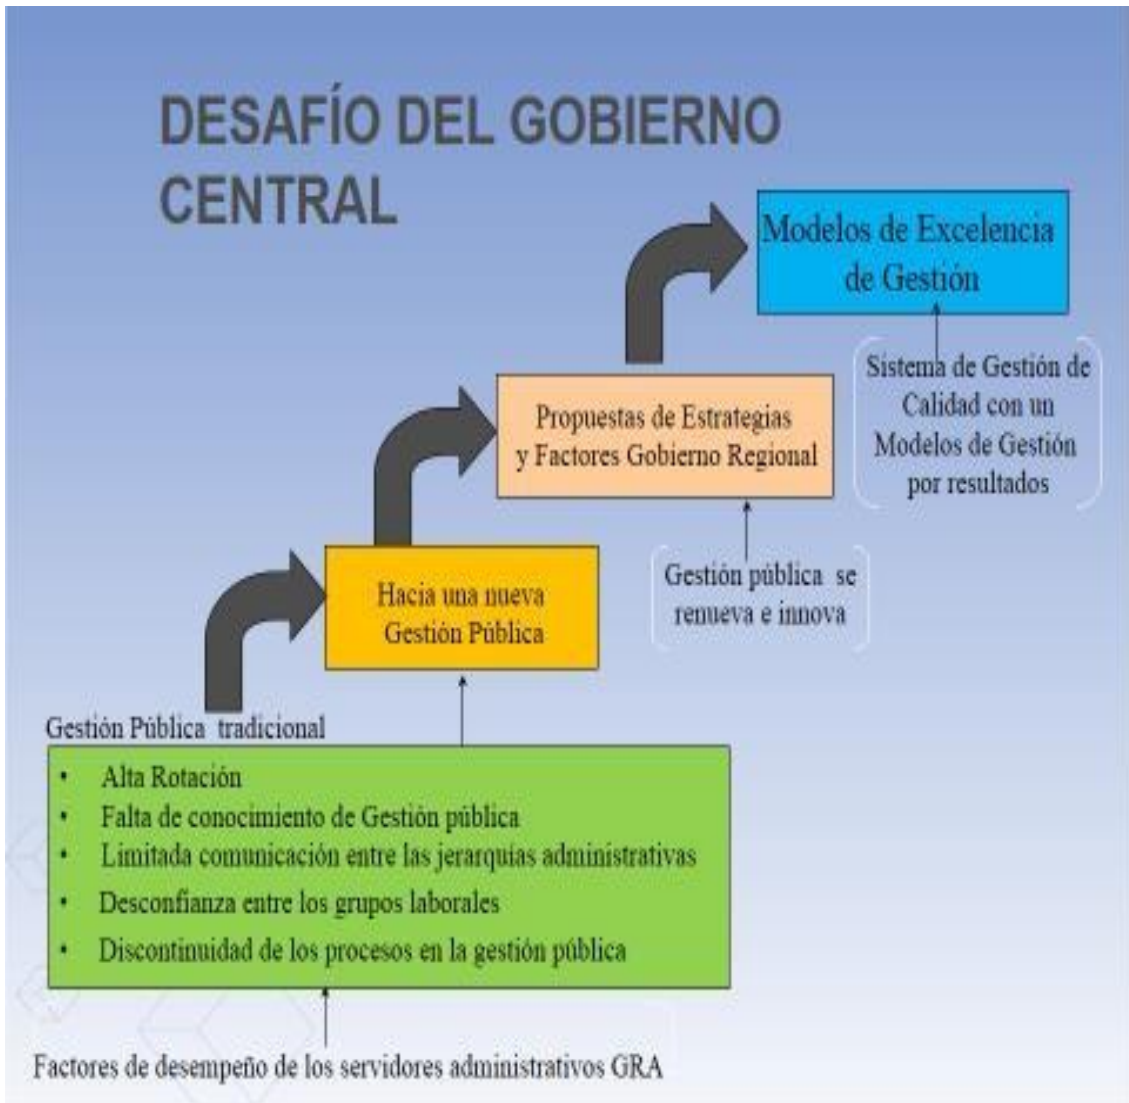 DESAFÍO DEL GOBIERNO
CENTRAL
Modelos de Excelencia
de Gestión
Sistema de Gestión de
Calidad con un
Modelos de Gestión
por resultados
Propuestas de Estrategias
y Factores Gobierno Regional
Gestión pública se
renueva e innova
Hacia una nueva
Gestión Pública
Gestión Pública tradicional
• Alta Rotación
• Falta de conocimiento de Gestión pública
• Limitada comunicación entre las jerarquías administrativas
• Desconfianza entre los grupos laborales
• Discontinuidad de los procesos en la gestión pública
Factores de desempeño de los servidores administrativos GRA